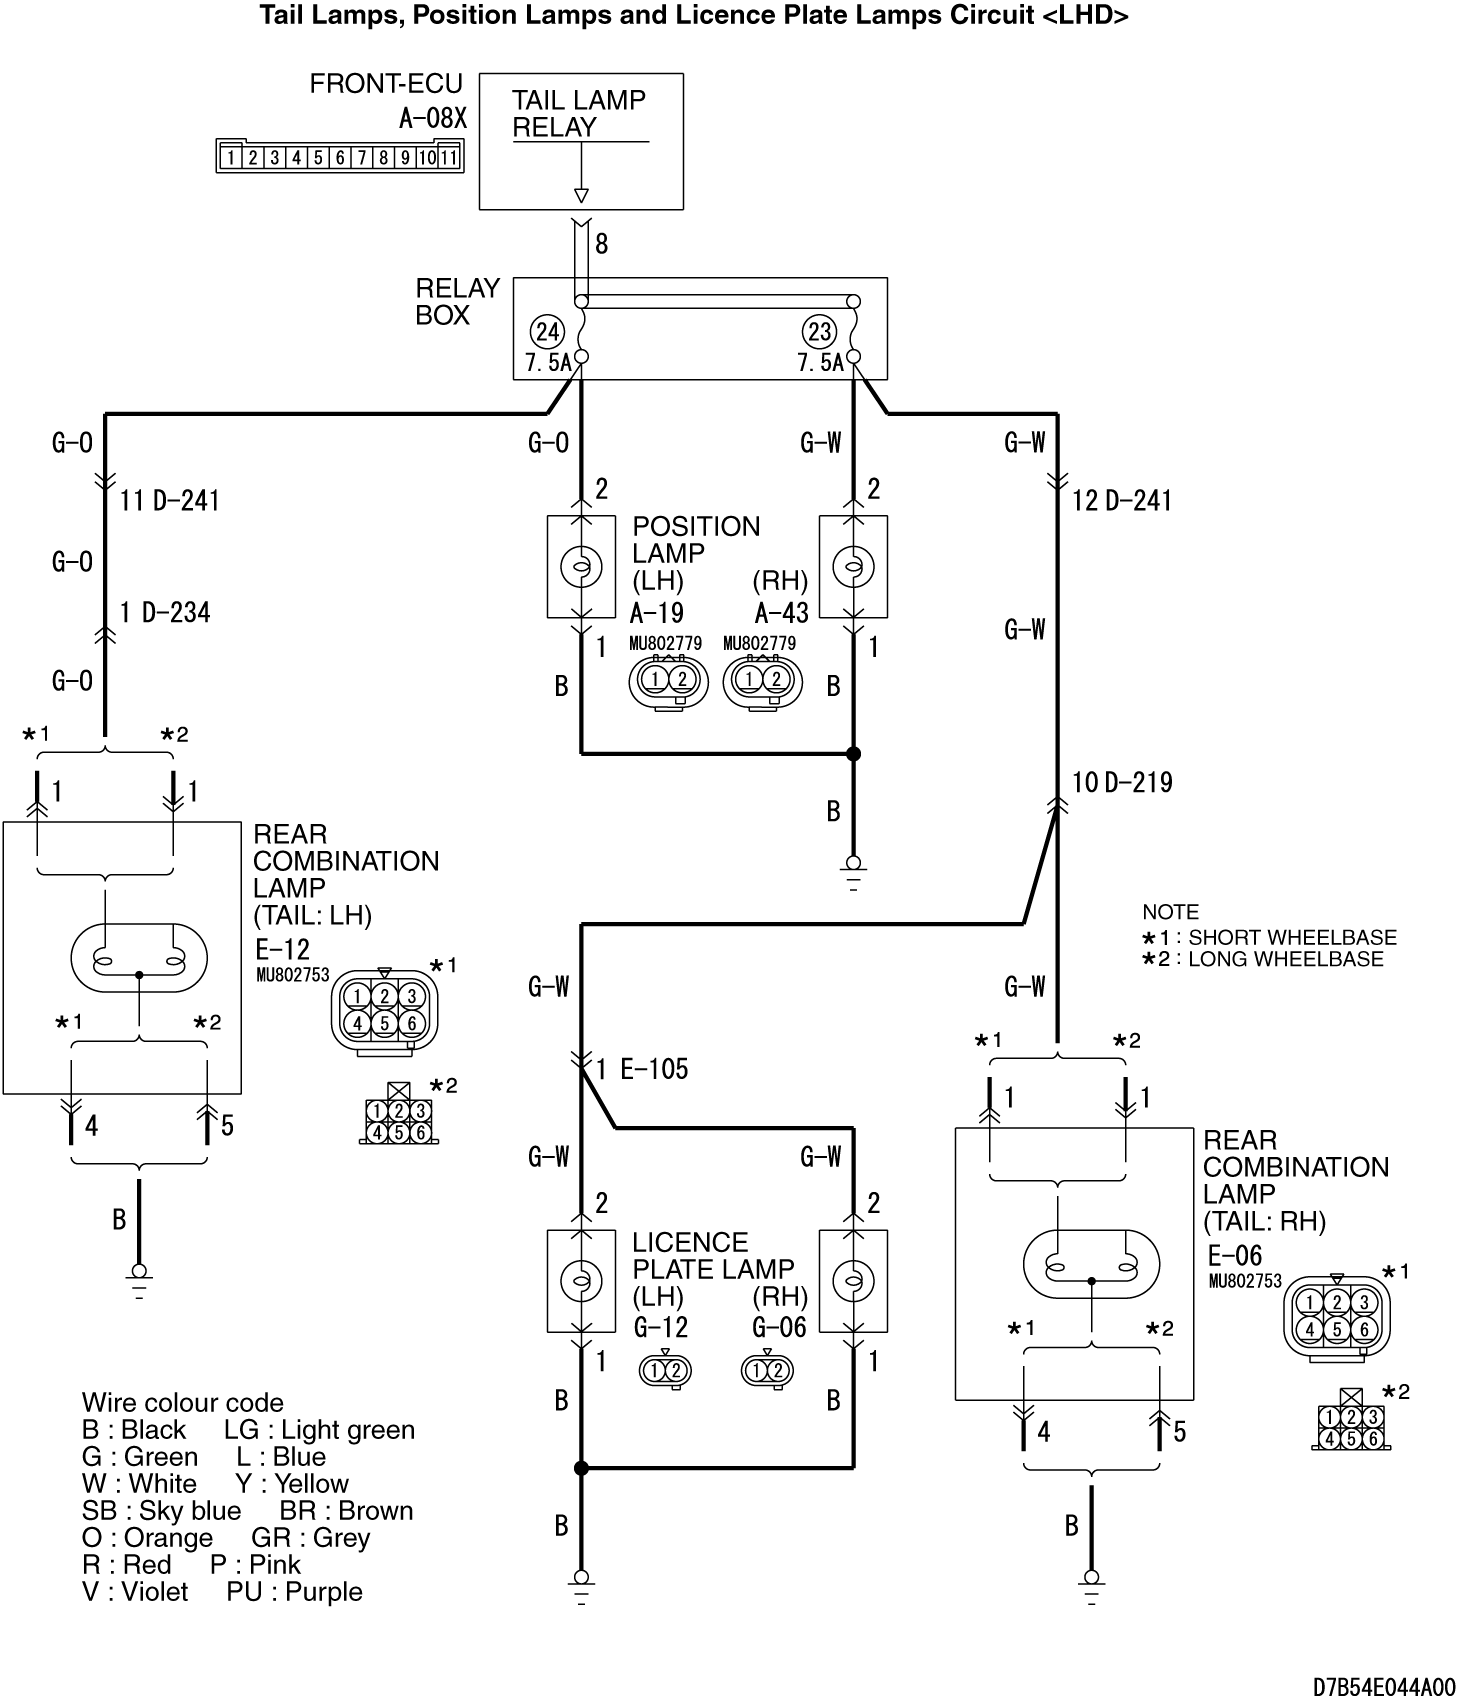 Tail Lamps, Position Lamps and Licence Plate Lamps Circuit <LHD>
FRONT-ECU
A-08X
1 2 3 4 5 6 7 8 9 10 11
TAIL LAMP
RELAY
8
RELAY
BOX
24
7.5A
23
7.5A
G-O
G-O
G-W
G-W
11 D-241
2
2
12 D-241
POSITION
LAMP
(LH)
(RH)
A-19
A-43
MU802779
MU802779
1 2
1 2
G-O
1 D-234
G-O
G-W
1
1
B
B
B
*1
*2
1
1
10 D-219
REAR
COMBINATION
LAMP
(TAIL: LH)
E-12
MU802753
*1
1 2 3
4 5 6
*2
1 2 3
4 5 6
*1
*2
4
5
B
NOTE
*1 : SHORT WHEELBASE
*2 : LONG WHEELBASE
G-W
G-W
1 E-105
G-W
G-W
2
2
LICENCE
PLATE LAMP
(LH)
(RH)
G-12
G-06
1 2
1 2
1
1
B
B
B
*1
*2
1
1
REAR
COMBINATION
LAMP
(TAIL: RH)
E-06
MU802753
*1
1 2 3
4 5 6
*2
1 2 3
4 5 6
*1
*2
4
5
B
Wire colour code
B : Black LG : Light green
G : Green L : Blue
W : White Y : Yellow
SB : Sky blue BR : Brown
O : Orange GR : Grey
R : Red P : Pink
V : Violet PU : Purple
D7B54E044A00